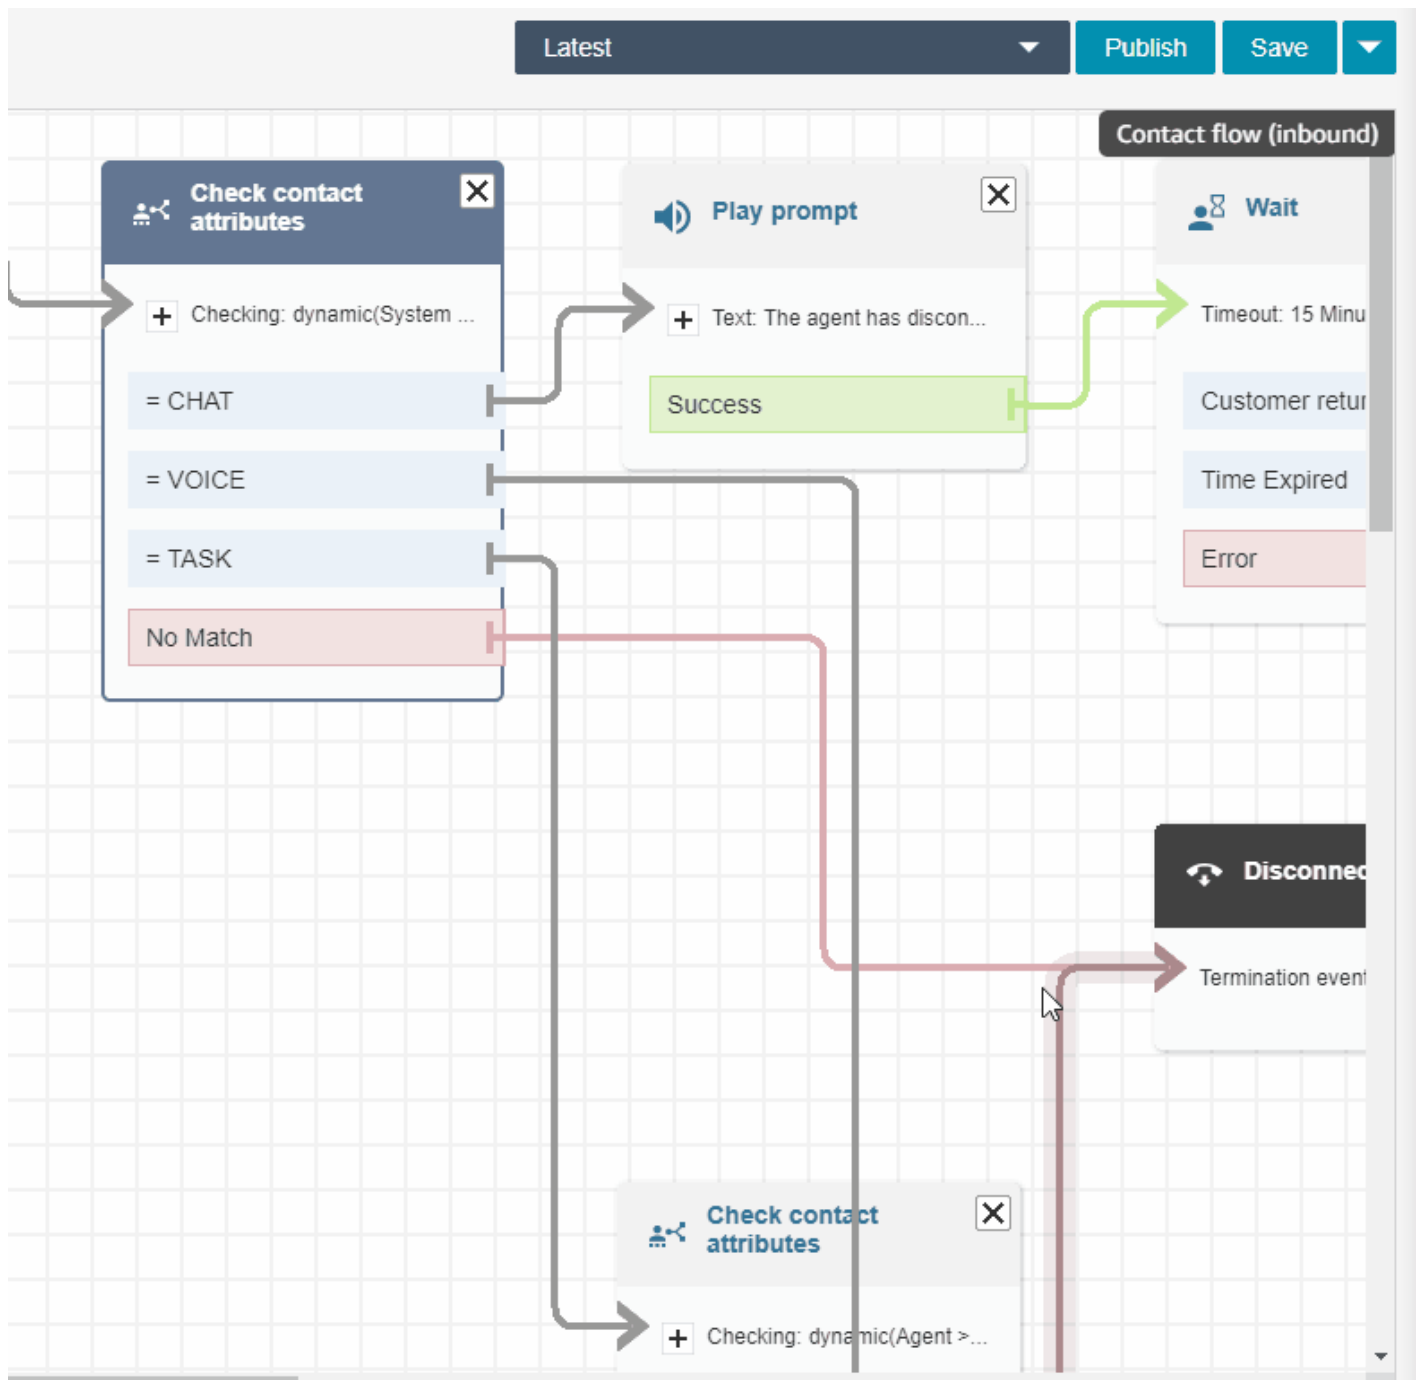 Latest
Publish
Save
Contact flow (inbound)
Check contact
attributes
Checking: dynamic(System ...
= CHAT
= VOICE
= TASK
No Match
Play prompt
Text: The agent has discon...
Success
Wait
Timeout: 15 Minu
Customer retur
Time Expired
Error
Disconnec
Termination event
Check contact
attributes
Checking: dynamic(Agent >...